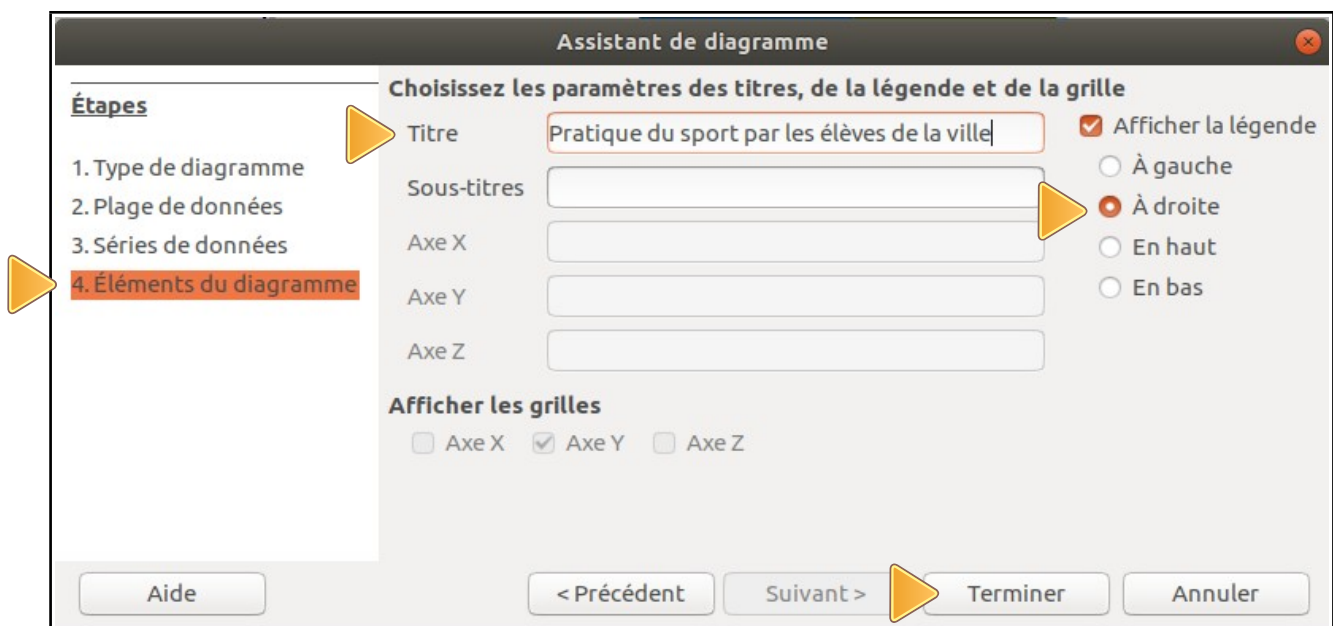 Assistant de diagramme
Étapes
1. Type de diagramme
2. Plage de données
3. Séries de données
4. Éléments du diagramme
Choisissez les paramètres des titres, de la légende et de la grille
Titre Pratique du sport par les élèves de la ville
Sous-titres
Axe X
Axe Y
Axe Z
Afficher la légende
À gauche
À droite
En haut
En bas
Afficher les grilles
Axe X Axe Y Axe Z
Aide < Précédent Suivant > Terminer Annuler